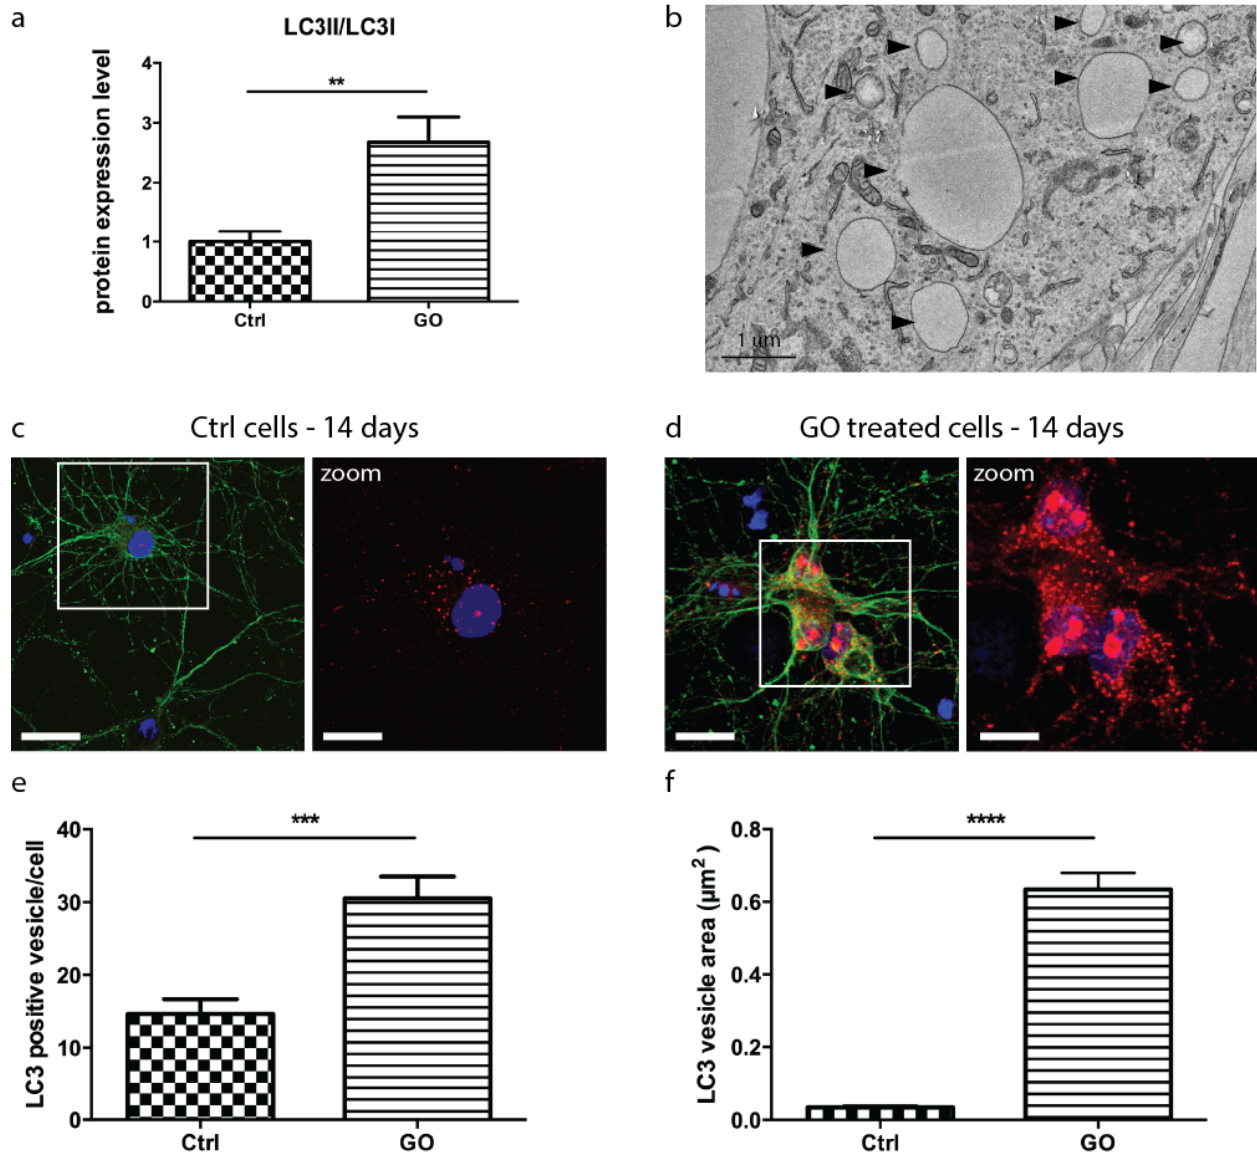 a
LC3II/LC3I
protein expression level
4
3
2
1
0
**
Ctrl
GO
b
1 um
c
Ctrl cells - 14 days
zoom
d
GO treated cells - 14 days
zoom
e
LC3 positive vesicle/cell
40
30
20
10
0
***
Ctrl
GO
f
LC3 vesicle area (µm²)
0.8
0.6
0.4
0.2
0.0
****
Ctrl
GO